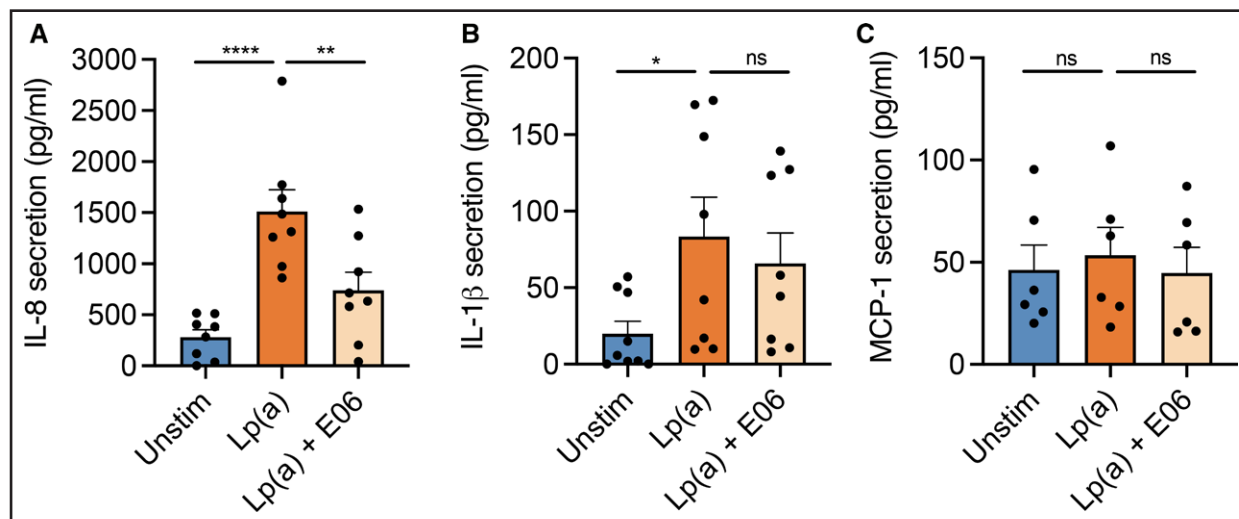 A
IL-8 secretion (pg/ml)
3000
2500
2000
1500
1000
500
0
****
**
Unstim
Lp(a)
Lp(a) + E06
B
IL-1β secretion (pg/ml)
200
150
100
50
0
*
ns
Unstim
Lp(a)
Lp(a) + E06
C
MCP-1 secretion (pg/ml)
150
100
50
0
ns
ns
Unstim
Lp(a)
Lp(a) + E06